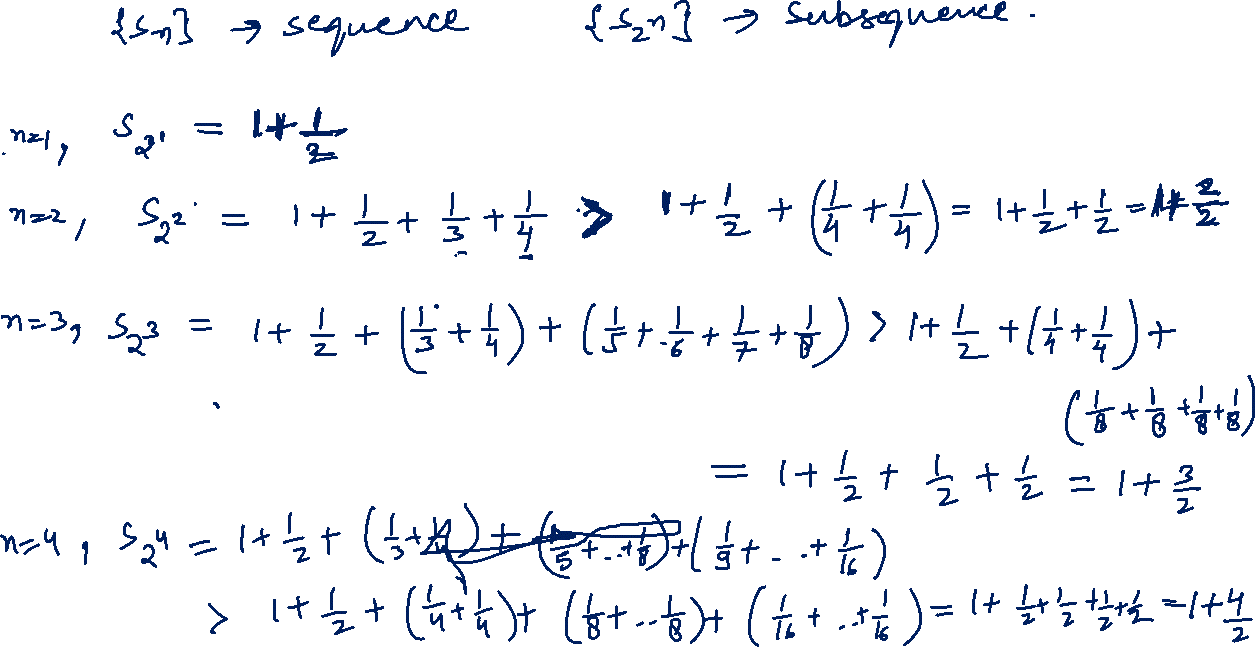 {Sₙ} → sequence {S₂ⁿ} → subsequence.
n=1, S₂¹ = 1+1/2
n=2, S₂² = 1+1/2+1/3+1/4 > 1+1/2+(1/4+1/4) = 1+1/2+1/2 = 1+2/2
n=3, S₂³ = 1+1/2+(1/3+1/4)+(1/5+1/6+1/7+1/8) > 1+1/2+(1/4+1/4)+
(1/8+1/8+1/8+1/8)
= 1+1/2+1/2+1/2 = 1+3/2
n=4, S₂⁴ = 1+1/2+(1/3+1/4)+(1/5+..+1/8)+(1/9+..+1/16)
> 1+1/2+(1/4+1/4)+(1/8+..1/8)+(1/16+..+1/16) = 1+1/2+1/2+1/2+1/2 = 1+4/2